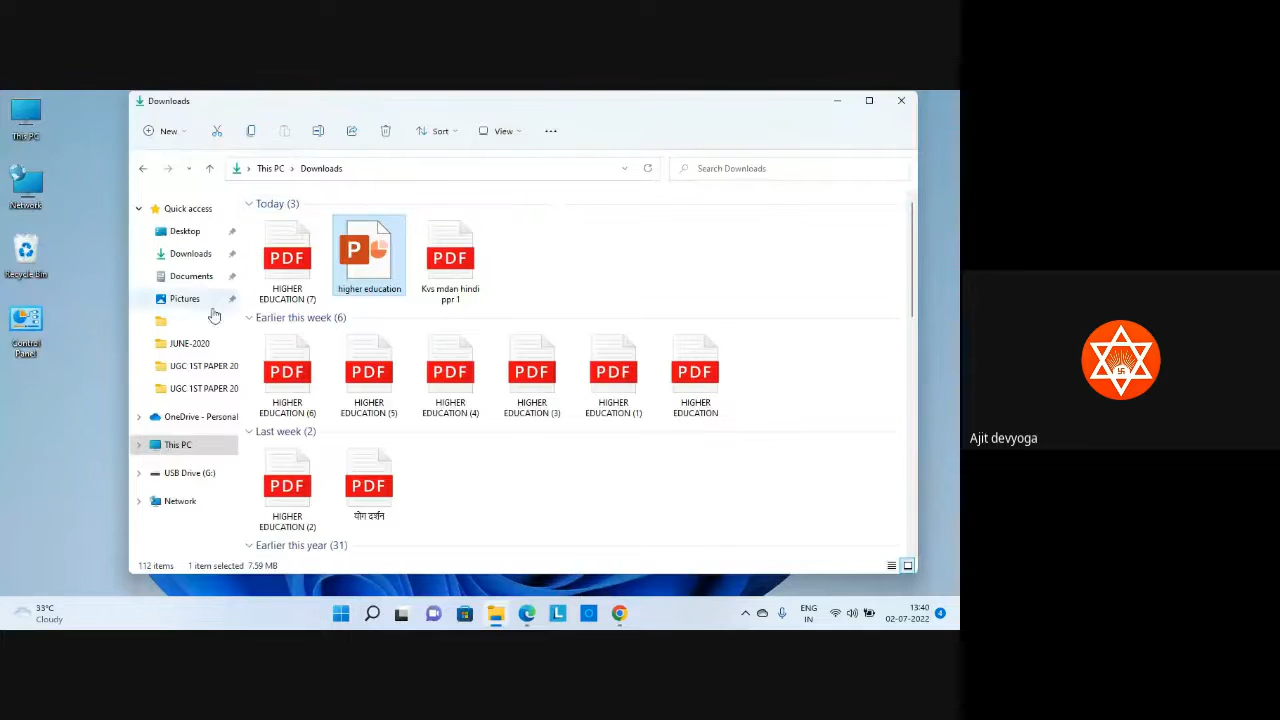 This PC
Network
Recycle Bin
Control
Panel
Downloads
New
Sort
View
This PC > Downloads
Search Downloads
Quick access
Desktop
Downloads
Documents
Pictures
JUNE-2020
UGC 1ST PAPER 20
UGC 1ST PAPER 20
OneDrive - Personal
This PC
USB Drive (G:)
Network
Today (3)
PDF
HIGHER
EDUCATION (7)
P
higher education
PDF
Kvs mdan hindi
ppr 1
Earlier this week (6)
PDF
HIGHER
EDUCATION (6)
PDF
HIGHER
EDUCATION (5)
PDF
HIGHER
EDUCATION (4)
PDF
HIGHER
EDUCATION (3)
PDF
HIGHER
EDUCATION (1)
PDF
HIGHER
EDUCATION
Last week (2)
PDF
HIGHER
EDUCATION (2)
PDF
योग दर्शन
Earlier this year (31)
112 items
1 item selected 7.59 MB
33°C
Cloudy
L
ENG
IN
13:40
02-07-2022
4
Ajit devyoga